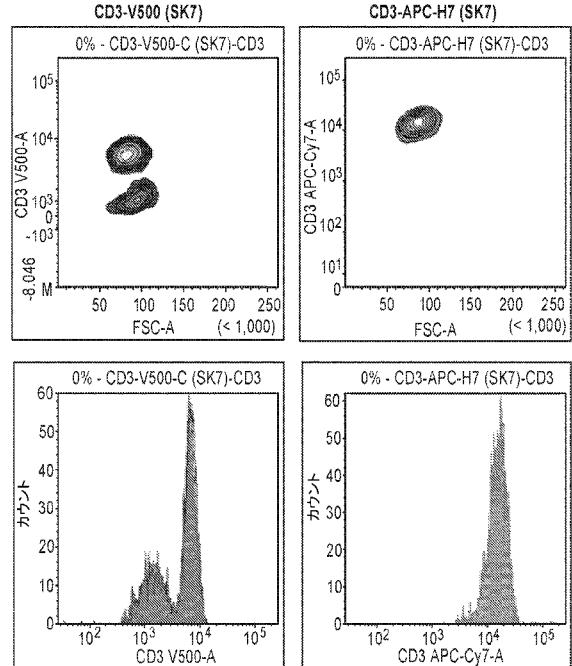 CD3-V500 (SK7)
CD3-APC-H7 (SK7)
0% - CD3-V500-C (SK7)-CD3
10⁵
10⁴
10³
0
-10³
-8.046
M
CD3 V500-A
50 100 150 200 250
FSC-A
(< 1,000)
0% - CD3-APC-H7 (SK7)-CD3
10⁵
10⁴
10³
10²
10¹
0
CD3 APC-Cy7-A
50 100 150 200 250
FSC-A
(< 1,000)
0% - CD3-V500-C (SK7)-CD3
60
50
40
30
20
10
0
カウント
10² 10³ 10⁴ 10⁵
CD3 V500-A
0% - CD3-APC-H7 (SK7)-CD3
60
50
40
30
20
10
0
カウント
10² 10³ 10⁴ 10⁵
CD3 APC-Cy7-A